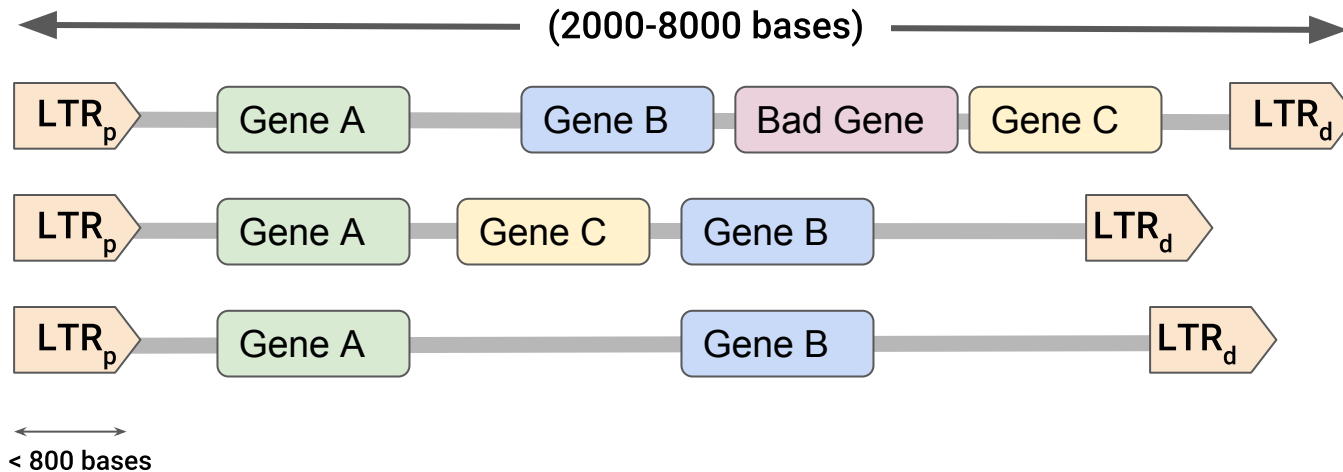 (2000-8000 bases)
LTRp Gene A Gene B Bad Gene Gene C LTRd
LTRp Gene A Gene C Gene B LTRd
LTRp Gene A Gene B LTRd
< 800 bases